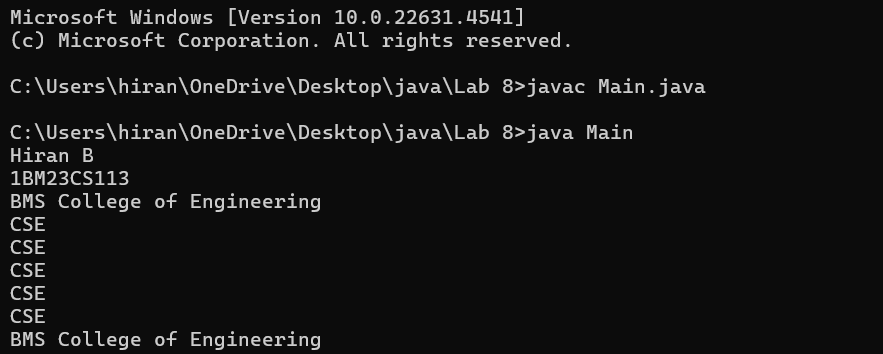 Microsoft Windows [Version 10.0.22631.4541]
(c) Microsoft Corporation. All rights reserved.
C:\Users\hiran\OneDrive\Desktop\java\Lab 8>javac Main.java
C:\Users\hiran\OneDrive\Desktop\java\Lab 8>java Main
Hiran B
1BM23CS113
BMS College of Engineering
CSE
CSE
CSE
CSE
CSE
BMS College of Engineering